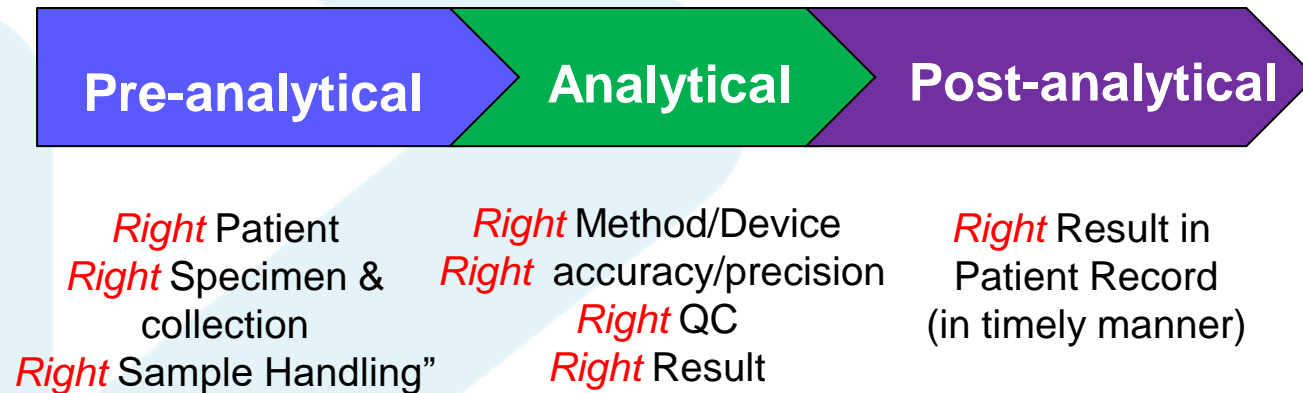 Pre-analytical
Analytical
Post-analytical
Right Patient
Right Specimen &
collection
Right Sample Handling”
Right Method/Device
Right accuracy/precision
Right QC
Right Result
Right Result in
Patient Record
(in timely manner)